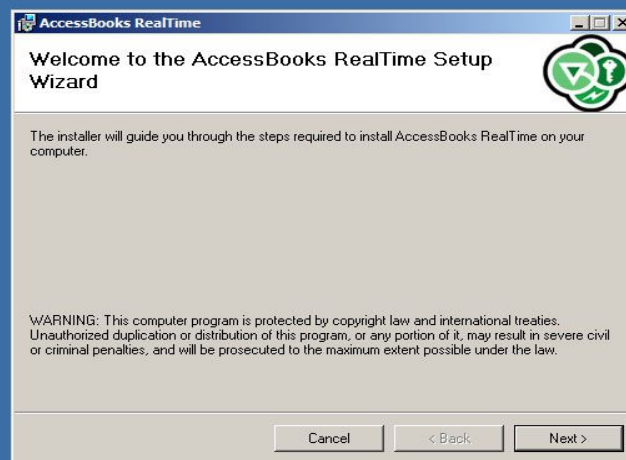 AccessBooks RealTime
Welcome to the AccessBooks RealTime Setup
Wizard
The installer will guide you through the steps required to install AccessBooks RealTime on your
computer.
WARNING: This computer program is protected by copyright law and international treaties.
Unauthorized duplication or distribution of this program, or any portion of it, may result in severe civil
or criminal penalties, and will be prosecuted to the maximum extent possible under the law.
Cancel
< Back
Next >